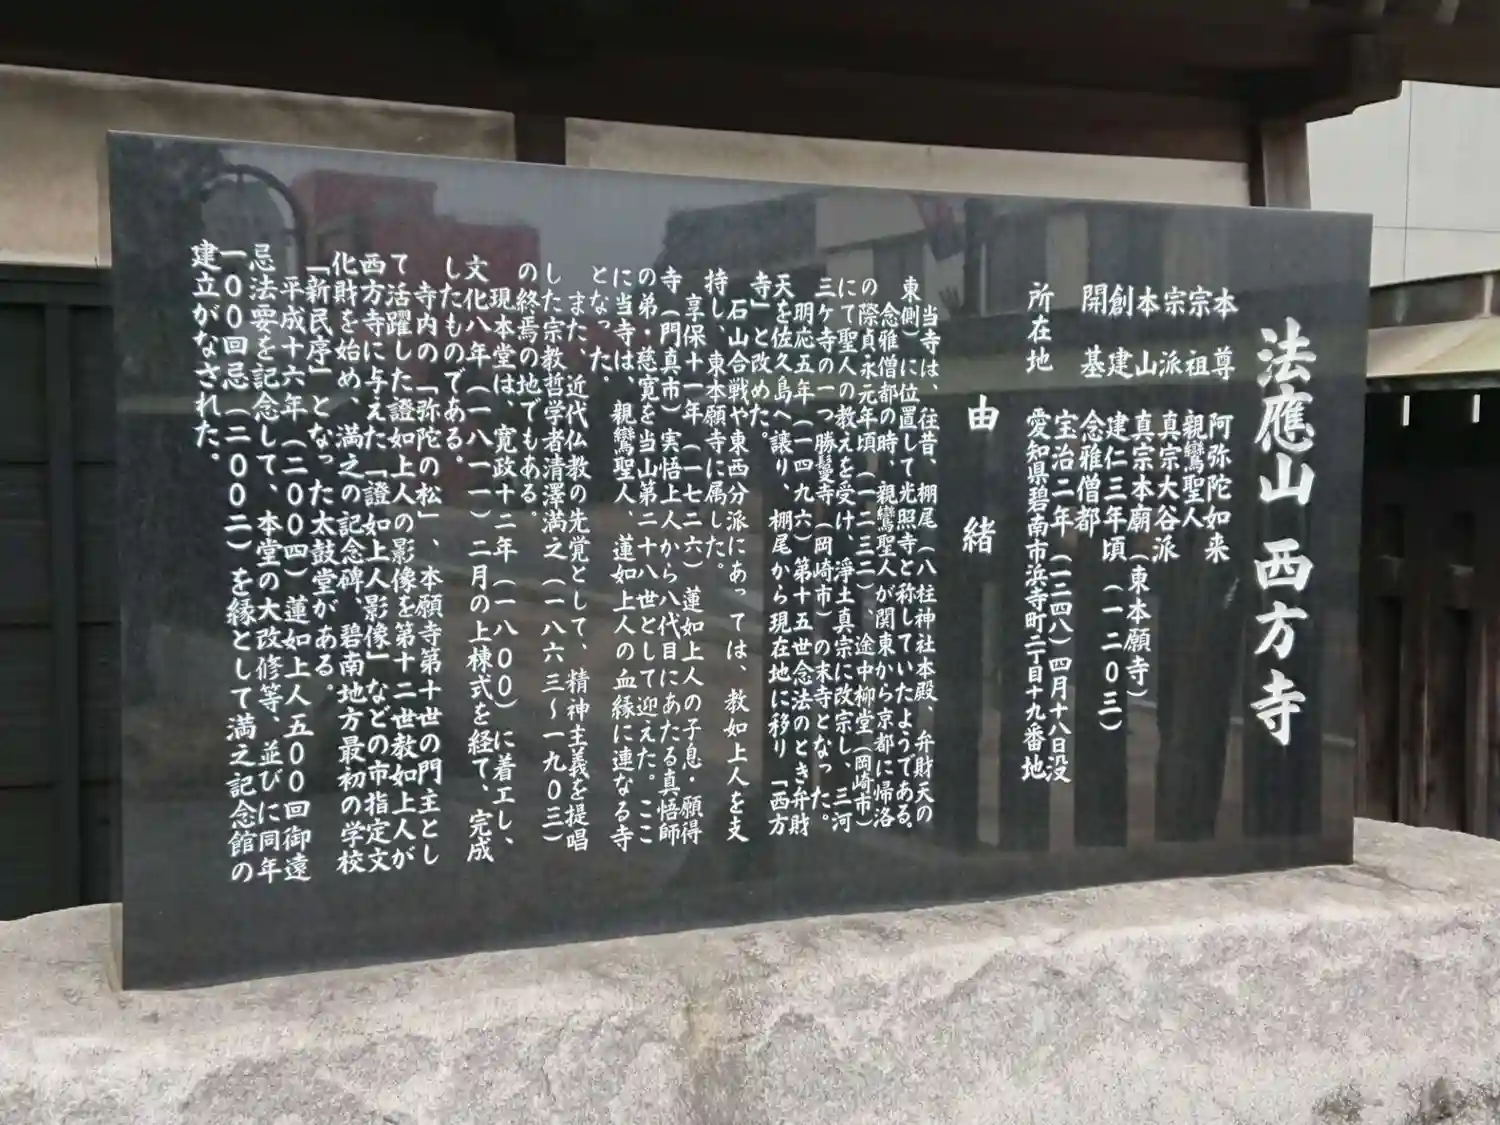 法應山 西方寺
本尊 阿弥陀如来
宗祖 親鸞聖人
宗派 真宗大谷派
本山 真宗本廟（東本願寺）
創建 建仁三年頃（一二〇三）
開基 念雅僧都
宝治二年（一二四八）四月十八日没
所在地 愛知県碧南市浜寺町二丁目十九番地
由緒
当寺は、往昔、棚尾（八柱神社本殿、弁財天の
東側）に位置して光照寺と称していたようである。
念雅僧都の時、親鸞聖人が関東から京都に帰洛
の際貞永元年頃（一二三二）、途中柳堂（岡崎市）
にて聖人の教えを受け、淨土真宗に改宗し、三河
三ケ寺の一つ勝鬘寺（岡崎市）の末寺となった。
明応五年（一四九六）第十五世念法のとき弁財
天を佐久島へ譲り、棚尾から現在地に移り「西方
寺」と改めた。
石山合戦や東西分派にあっては、教如上人を支
持し、東本願寺に属した。
享保十一年（一七二六）蓮如上人の子息・願得
寺（門真市）実悟上人から八代目にあたる真悟師
の弟・慈寛を当山第二十八世として迎えた。ここ
に当寺は、親鸞聖人、蓮如上人の血縁に連なる寺
となった。
また、近代仏教の先覚として、精神主義を提唱
した宗教哲学者清澤満之（一八六三～一九〇三）
の終焉の地でもある。
現本堂は、寛政十二年（一八〇〇）に着工し、
文化八年（一八一一）二月の上棟式を経て、完成
したものである。
寺内の「弥陀の松」、本願寺第十世の門主とし
て活躍した證如上人の影像を第十二世教如上人が
西方寺に与えた「證如上人影像」などの市指定文
化財を始め、満之の記念碑、碧南地方最初の学校
「新民序」となった太鼓堂がある。
平成十六年（二〇〇四）蓮如上人五〇〇回御遠
忌法要を記念して、本堂の大改修等、並びに同年
一〇〇回忌（二〇〇二）を縁として満之記念館の
建立がなされた。